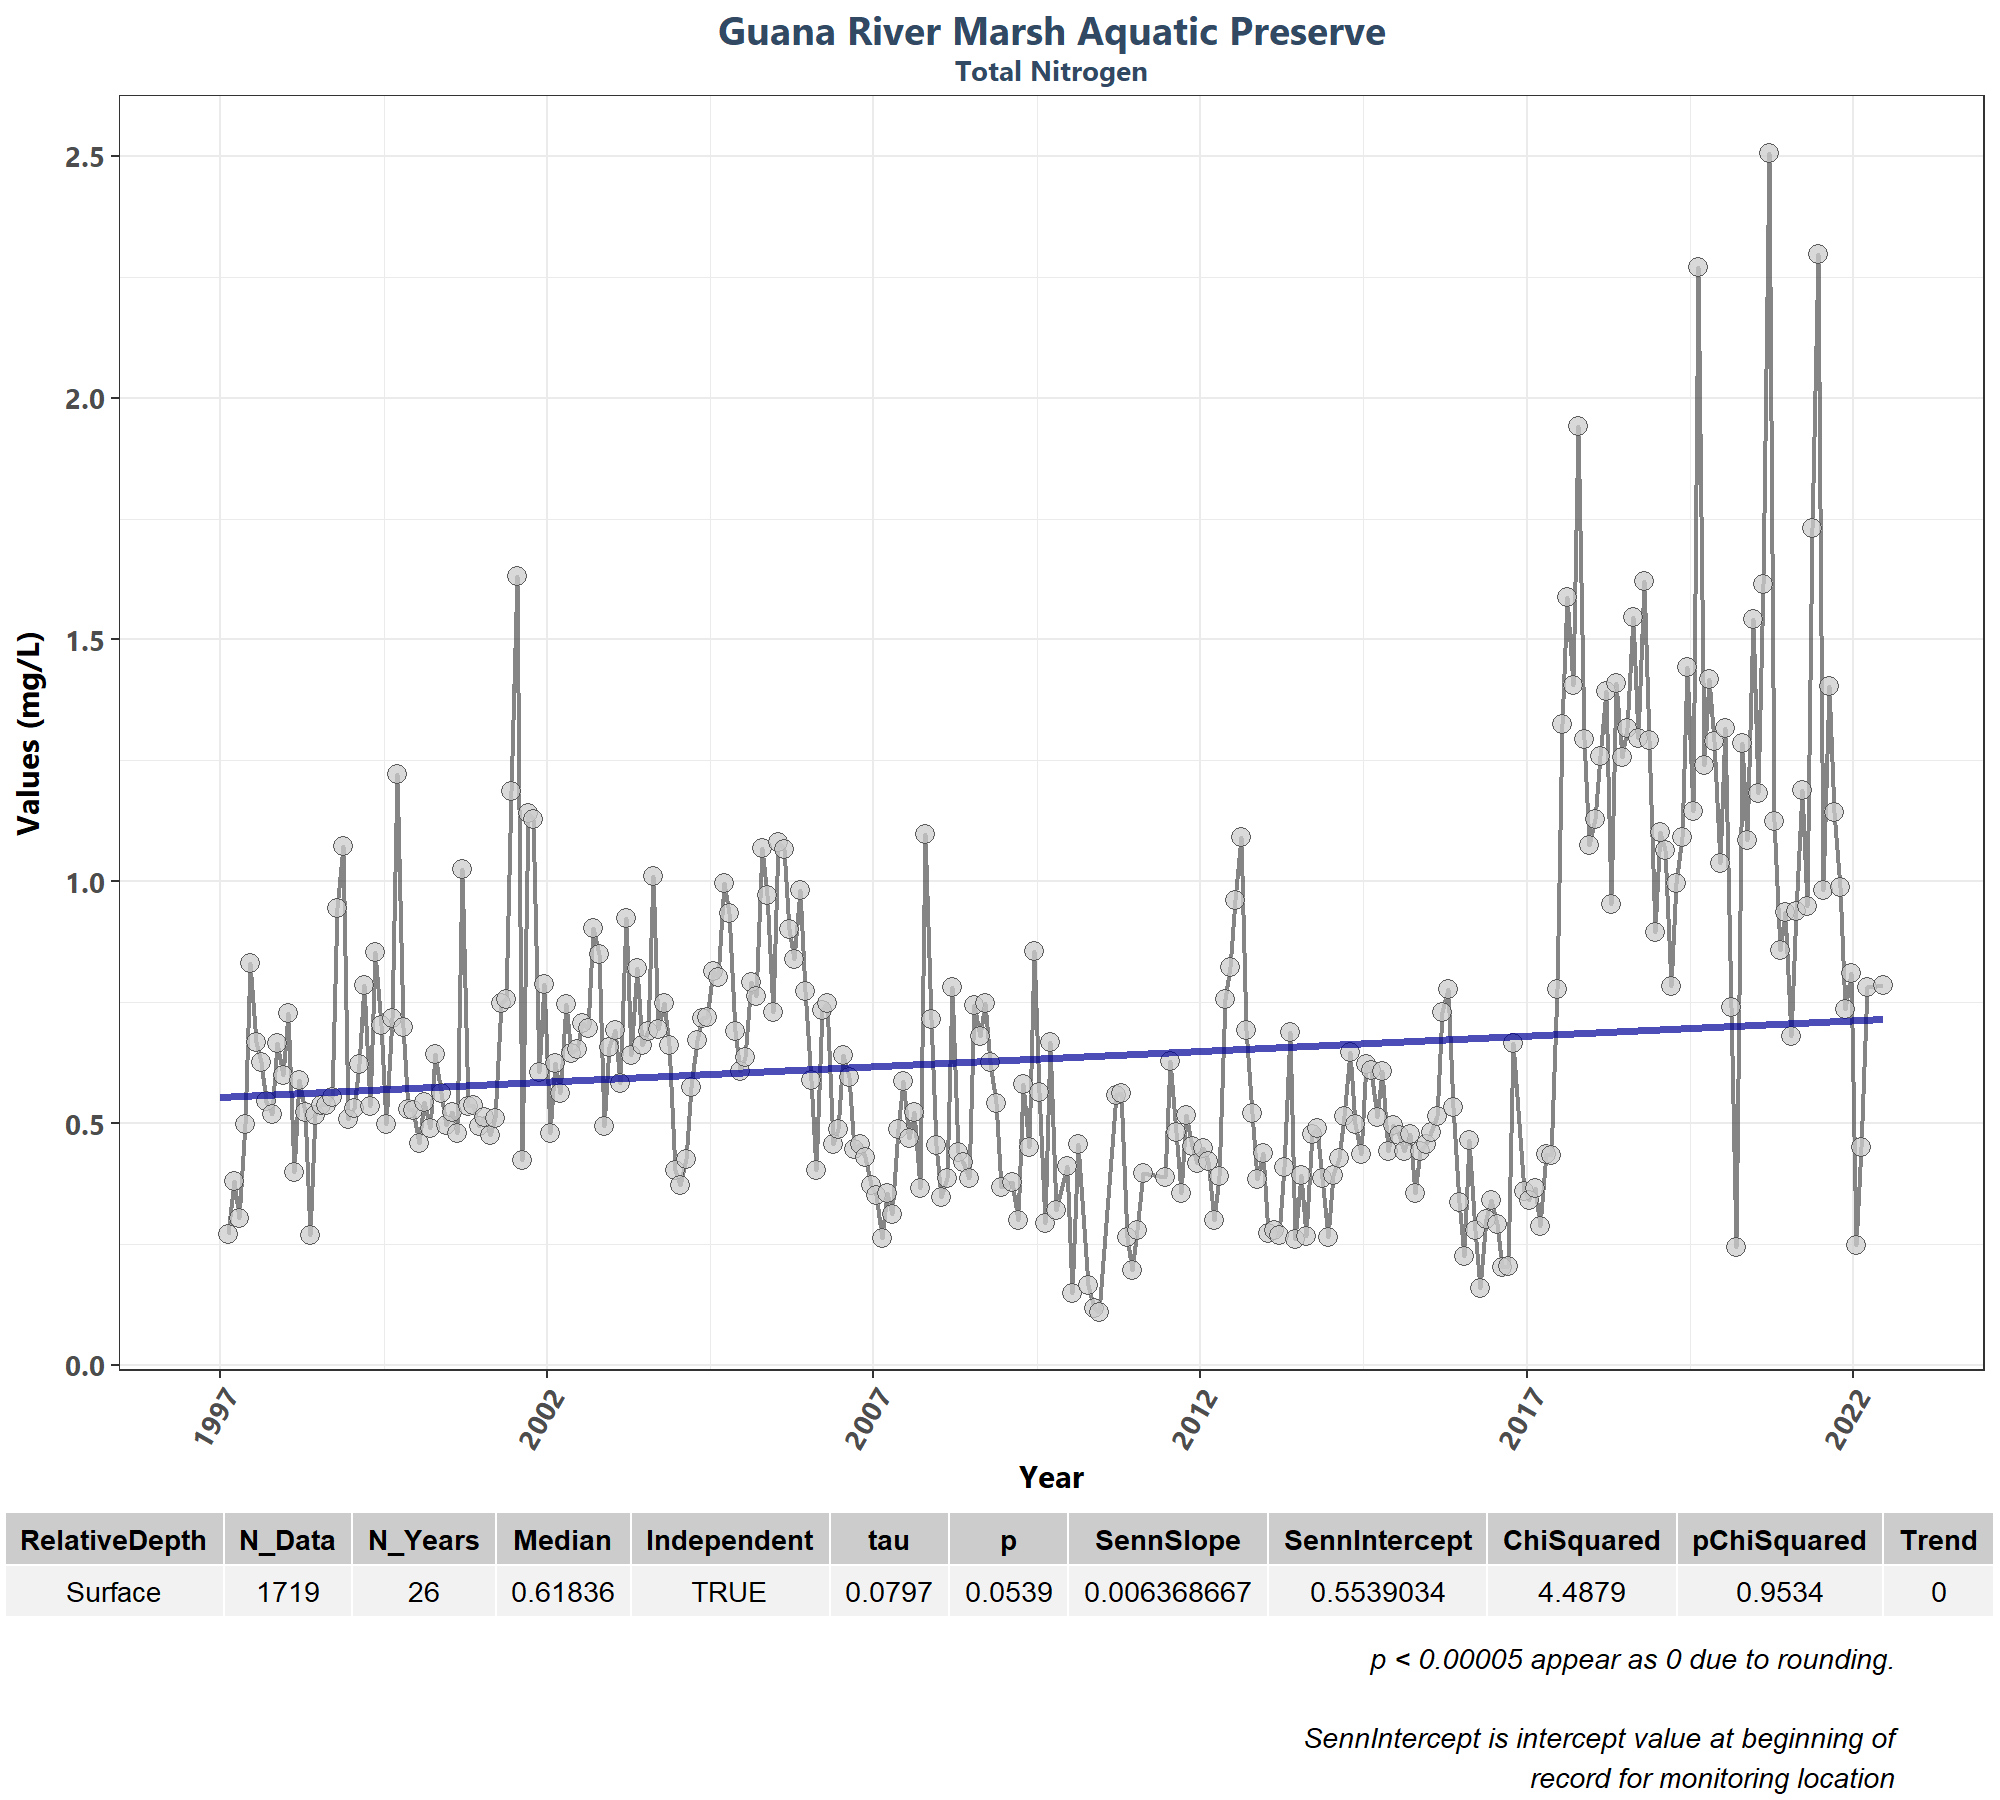 Guana River Marsh Aquatic Preserve
Total Nitrogen
2.5
2.0
1.5
1.0
0.5
0.0
Values (mg/L)
1997 2002 2007 2012 2017 2022
Year
RelativeDepth N_Data N_Years Median Independent tau p SennSlope SennIntercept ChiSquared pChiSquared Trend
Surface 1719 26 0.61836 TRUE 0.0797 0.0539 0.006368667 0.5539034 4.4879 0.9534 0
p < 0.00005 appear as 0 due to rounding.
SennIntercept is intercept value at beginning of
record for monitoring location